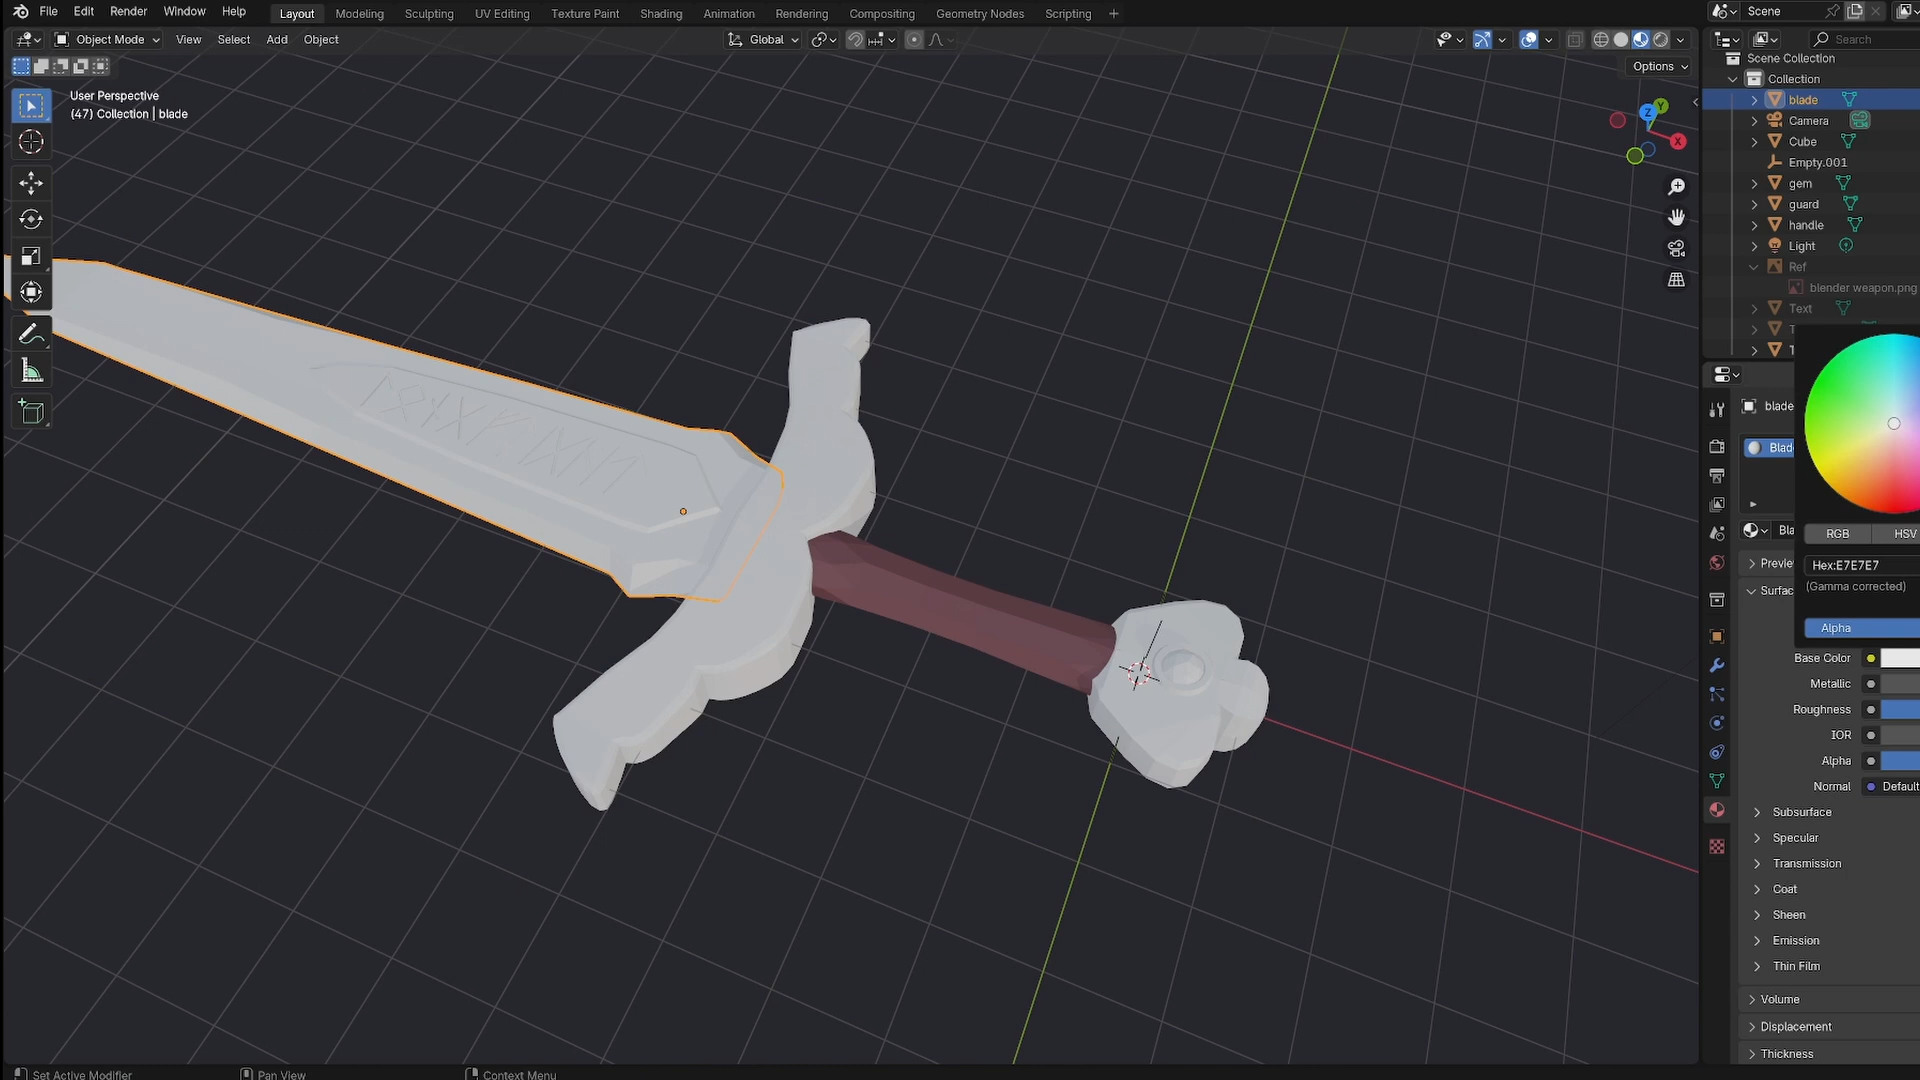 File Edit Render Window Help Layout Modeling Sculpting UV Editing Texture Paint Shading Animation Rendering Compositing Geometry Nodes Scripting Scene
Object Mode View Select Add Object Global Search
Options
User Perspective
(47) Collection | blade
Z
Y
X
Scene Collection
Collection
blade
Camera
Cube
Empty.001
gem
guard
handle
Light
Ref
blender weapon.png
Text
blade
RGB HSV
Hex:E7E7E7
(Gamma corrected)
Alpha
Base Color
Metallic
Roughness
IOR
Alpha
Normal Default
Subsurface
Specular
Transmission
Coat
Sheen
Emission
Thin Film
Volume
Displacement
Thickness
Set Active Modifier Pan View Context Menu